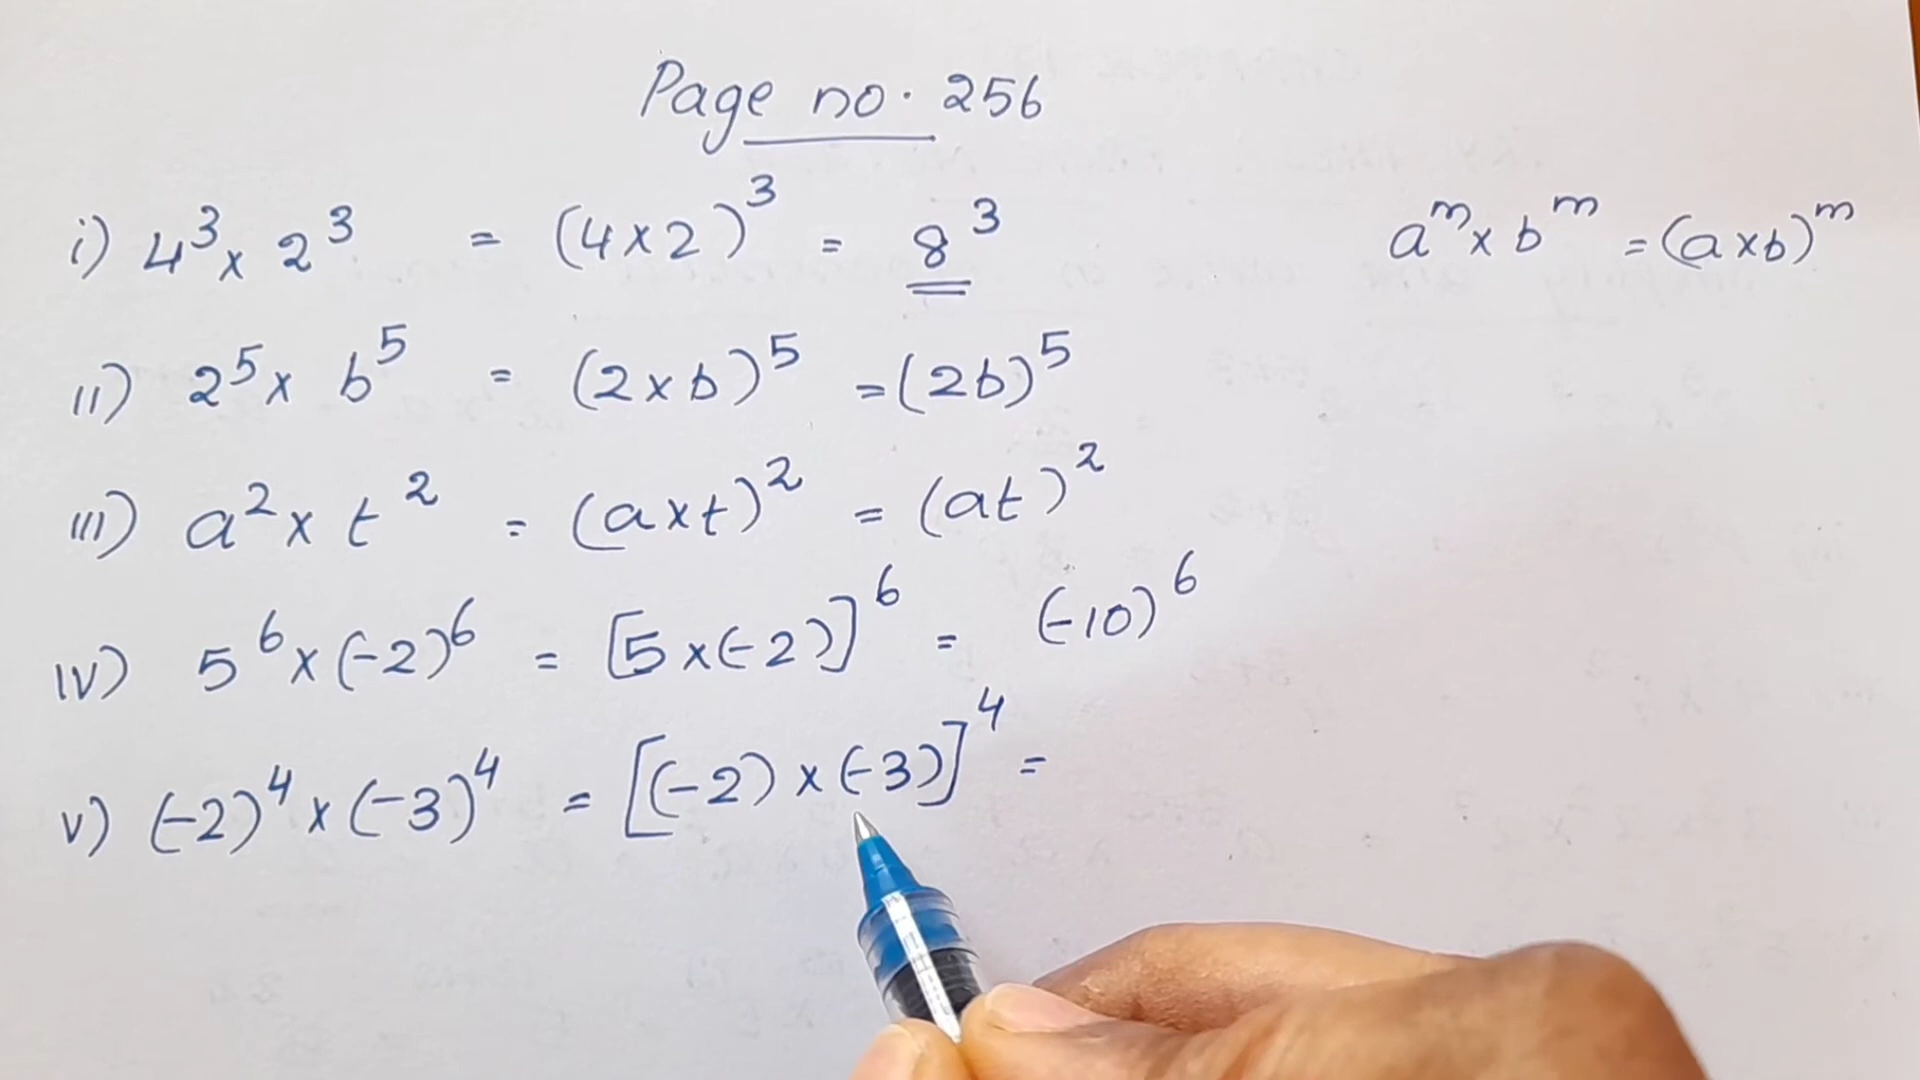 Page no. 256
i) 4³ x 2³ = (4 x 2)³ = 8³ aᵐ x bᵐ = (a x b)ᵐ
ii) 2⁵ x b⁵ = (2 x b)⁵ = (2b)⁵
iii) a² x t² = (a x t)² = (at)²
iv) 5⁶ x (-2)⁶ = [5 x (-2)]⁶ = (-10)⁶
v) (-2)⁴ x (-3)⁴ = [(-2) x (-3)]⁴ =